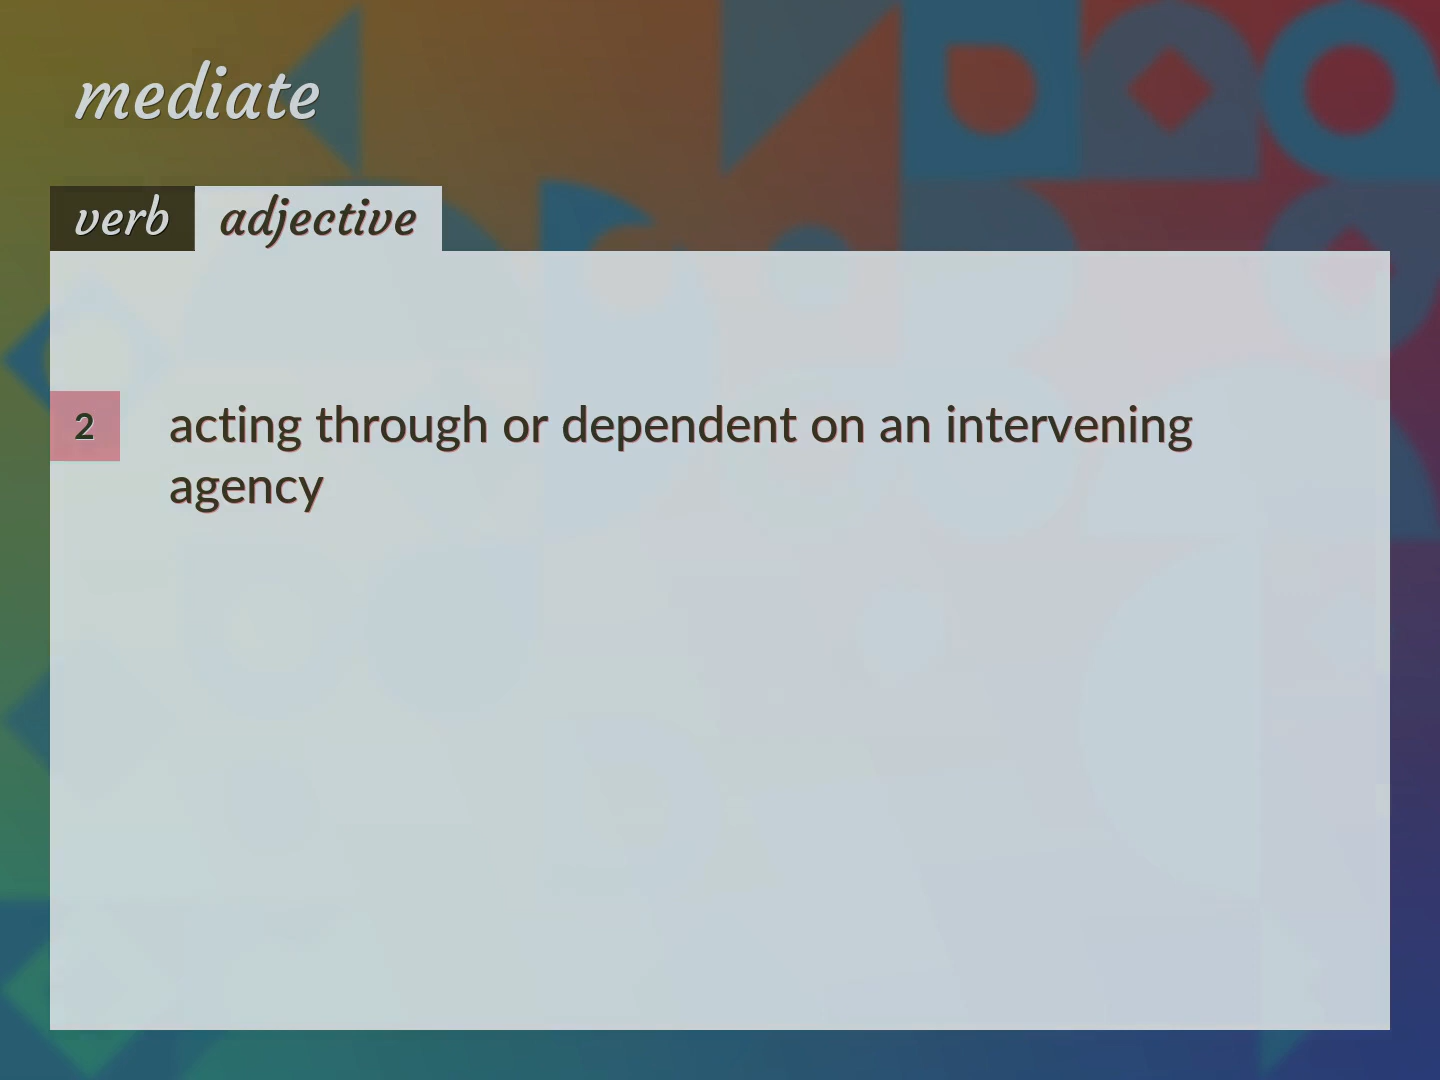 mediate
verb adjective
2 acting through or dependent on an intervening
agency